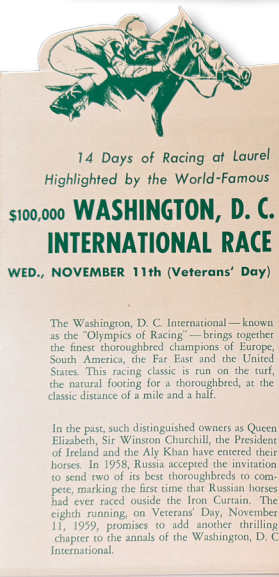 14 Days of Racing at Laurel
Highlighted by the World-Famous
$100,000 WASHINGTON, D. C.
INTERNATIONAL RACE
WED., NOVEMBER 11th (Veterans' Day)
The Washington, D. C. International — known
as the "Olympics of Racing" — brings together
the finest thoroughbred champions of Europe,
South America, the Far East and the United
States. This racing classic is run on the turf,
the natural footing for a thoroughbred, at the
classic distance of a mile and a half.
In the past, such distinguished owners as Queen
Elizabeth, Sir Winston Churchill, the President
of Ireland and the Aly Khan have entered their
horses. In 1958, Russia accepted the invitation
to send two of its best thoroughbreds to com-
pete, marking the first time that Russian horses
had ever raced ouside the Iron Curtain. The
eighth running, on Veterans' Day, November
11, 1959, promises to add another thrilling
chapter to the annals of the Washington, D. C
International.